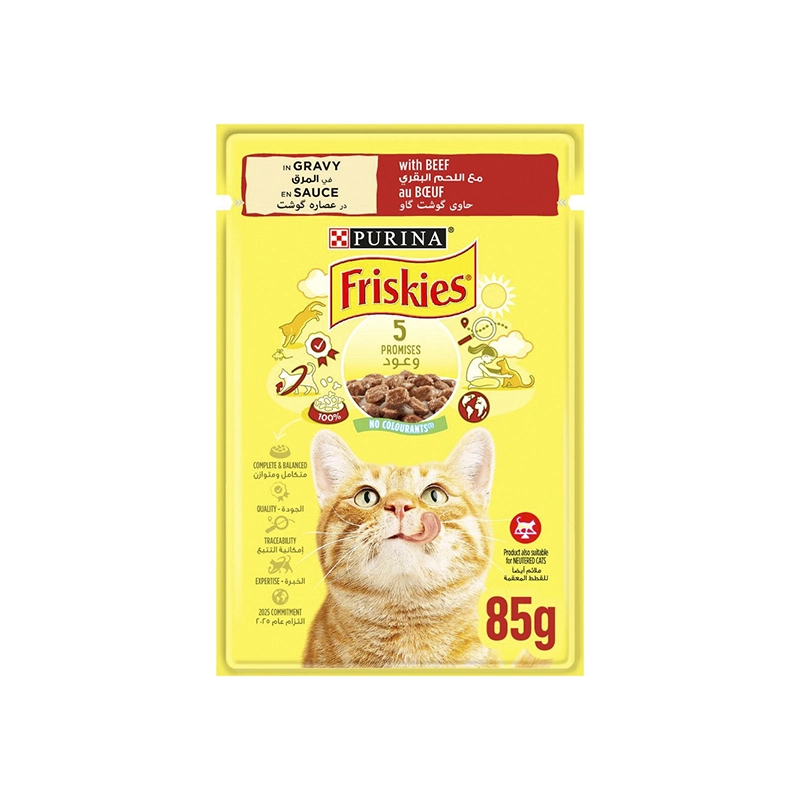 IN GRAVY
في المرق
EN SAUCE
در عصاره گوشت
with BEEF
مع اللحم البقري
au BŒUF
حاوی گوشت گاو
PURINA®
Friskies®
5
PROMISES
وعود
100%
NO COLOURANTS(1)
COMPLETE & BALANCED
متكامل ومتوازن
QUALITY - الجودة
TRACEABILITY
إمكانية التتبع
EXPERTISE - الخبرة
2025 COMMITMENT
التزام عام ٢٠٢٥
Product also suitable
for NEUTERED CATS
ملائم أيضاً
للقطط المعقمة
85g